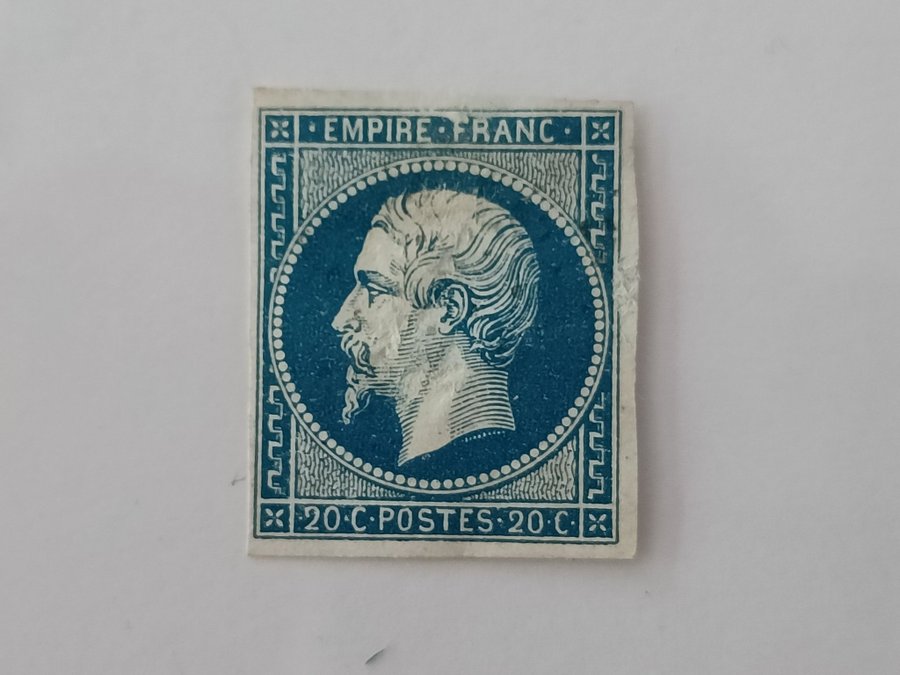 · EMPIRE · FRANC ·
20 · C · POSTES · 20 · C ·